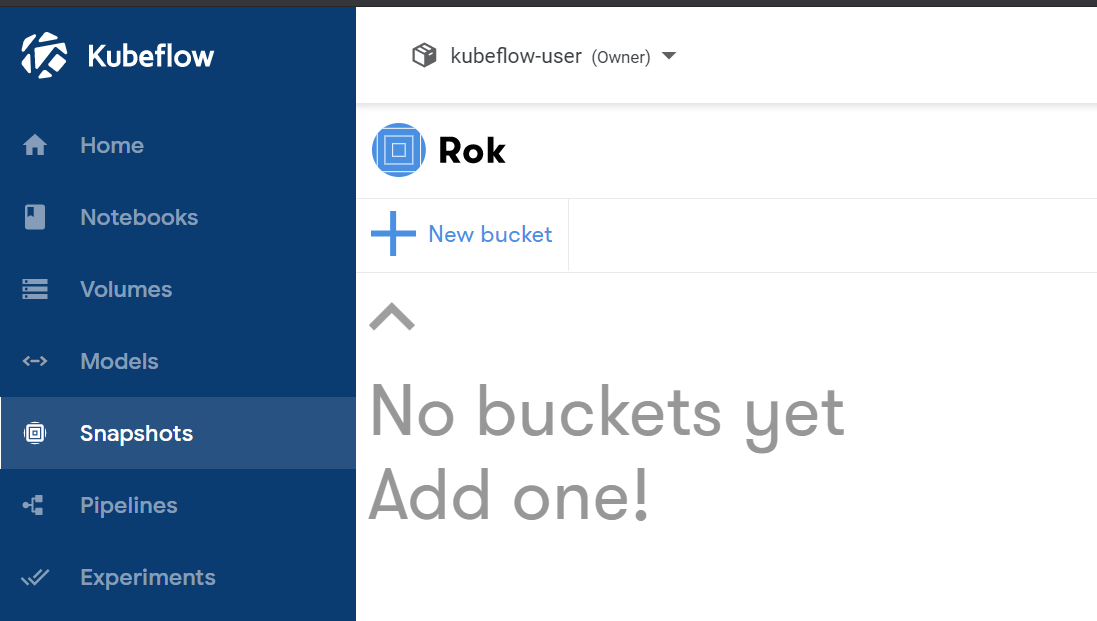 Kubeflow
Home
Notebooks
Volumes
Models
Snapshots
Pipelines
Experiments
kubeflow-user (Owner)
Rok
New bucket
No buckets yet
Add one!